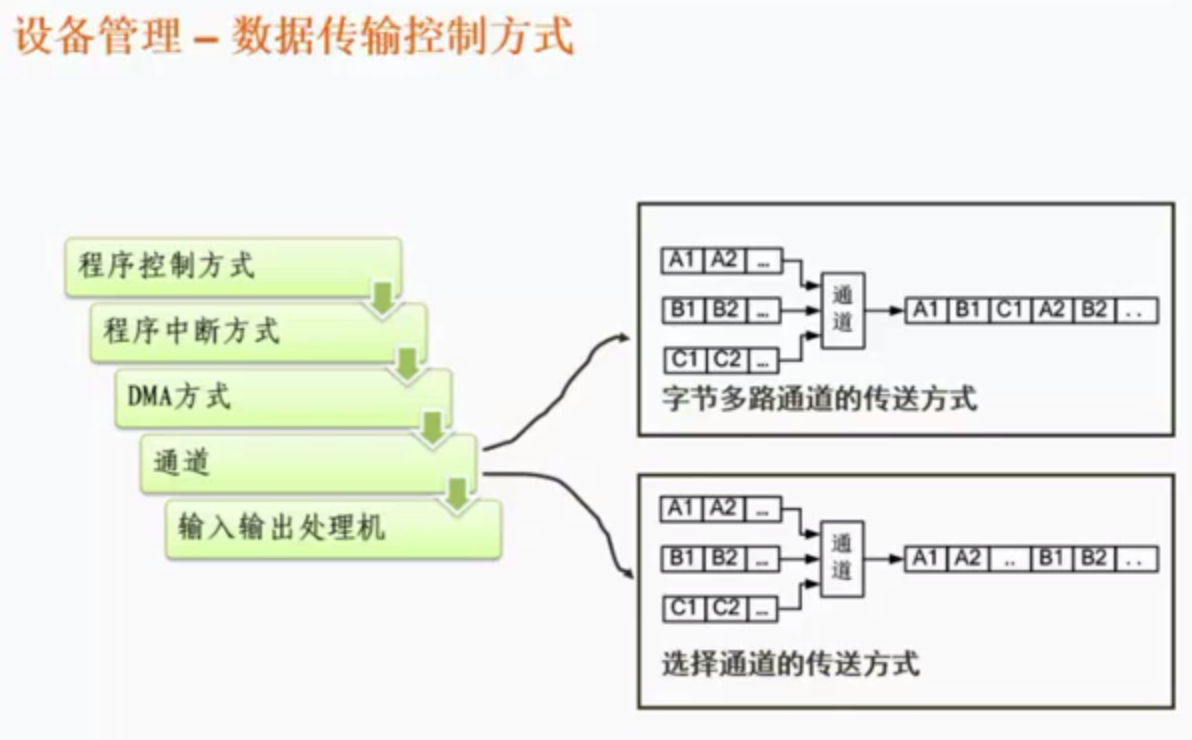 设备管理 – 数据传输控制方式
程序控制方式
程序中断方式
DMA方式
通道
输入输出处理机
A1 A2 ...
B1 B2 ...
C1 C2 ...
通道
A1 B1 C1 A2 B2 ..
字节多路通道的传送方式
A1 A2 ...
B1 B2 ...
C1 C2 ...
通道
A1 A2 .. B1 B2 ..
选择通道的传送方式